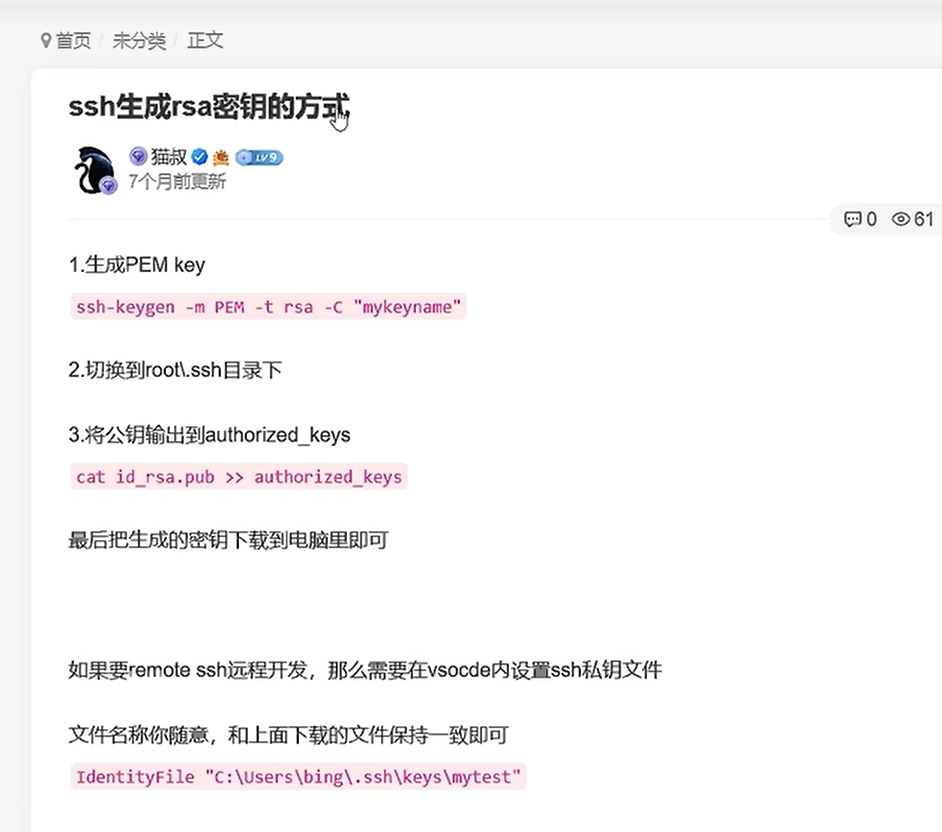 首页 / 未分类 / 正文
ssh生成rsa密钥的方式
猫叔 LV9
7个月前更新
0 61
1.生成PEM key
ssh-keygen -m PEM -t rsa -C "mykeyname"
2.切换到root\.ssh目录下
3.将公钥输出到authorized_keys
cat id_rsa.pub >> authorized_keys
最后把生成的密钥下载到电脑里即可
如果要remote ssh远程开发，那么需要在vsocde内设置ssh私钥文件
文件名称你随意，和上面下载的文件保持一致即可
IdentityFile "C:\Users\bing\.ssh\keys\mytest"